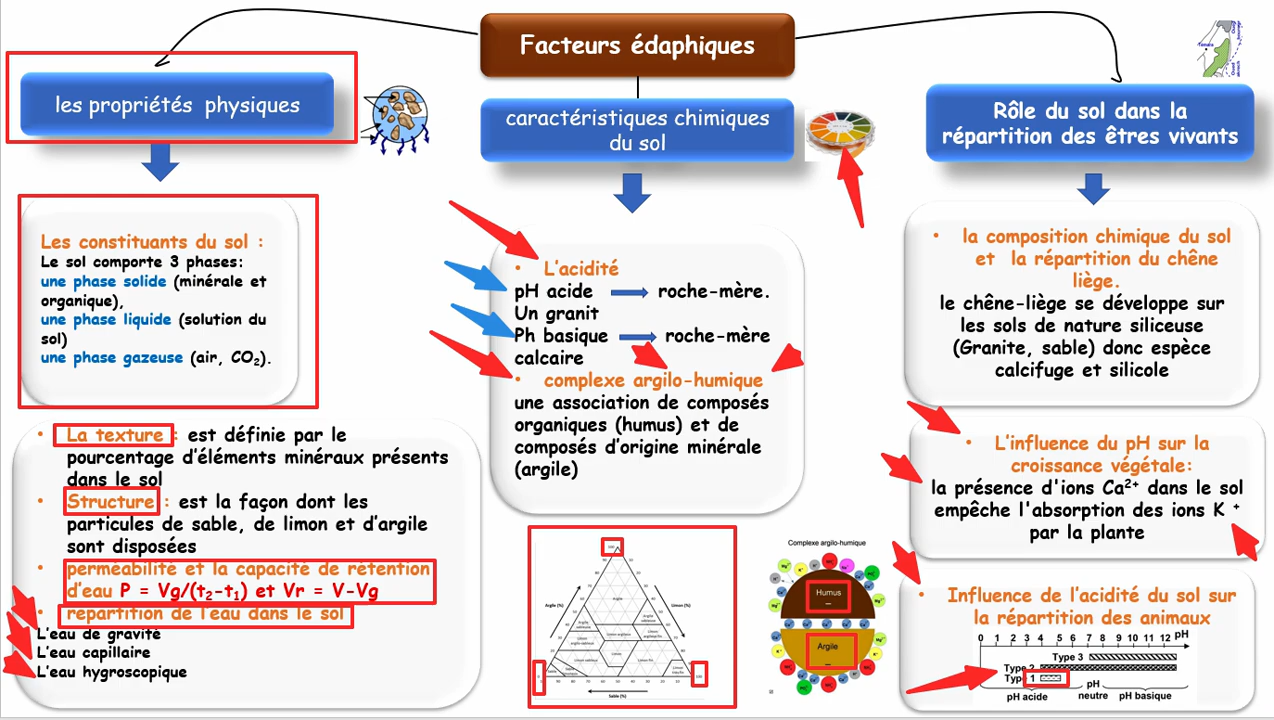 Facteurs édaphiques
les propriétés physiques
Les constituants du sol :
Le sol comporte 3 phases:
une phase solide (minérale et
organique),
une phase liquide (solution du
sol)
une phase gazeuse (air, CO₂).
• La texture : est définie par le
pourcentage d'éléments minéraux présents
dans le sol
• Structure : est la façon dont les
particules de sable, de limon et d'argile
sont disposées
• perméabilité et la capacité de rétention
d'eau P = Vg/(t₂-t₁) et Vr = V-Vg
• répartition de l'eau dans le sol
L'eau de gravité
L'eau capillaire
L'eau hygroscopique
caractéristiques chimiques
du sol
• L'acidité
pH acide roche-mère.
Un granit
Ph basique roche-mère
calcaire
• complexe argilo-humique
une association de composés
organiques (humus) et de
composés d'origine minérale
(argile)
Argile (%)
Limon (%)
Sable (%)
Complexe argilo-humique
Humus
Argile
Rôle du sol dans la
répartition des êtres vivants
• la composition chimique du sol
et la répartition du chêne
liège.
le chêne-liège se développe sur
les sols de nature siliceuse
(Granite, sable) donc espèce
calcifuge et silicole
• L'influence du pH sur la
croissance végétale:
la présence d'ions Ca²⁺ dans le sol
empêche l'absorption des ions K ⁺
par la plante
• Influence de l'acidité du sol sur
la répartition des animaux
0 1 2 3 4 5 6 7 8 9 10 11 12 pH
Type 3
Type 2
Type 1
pH acide
pH
neutre
pH basique